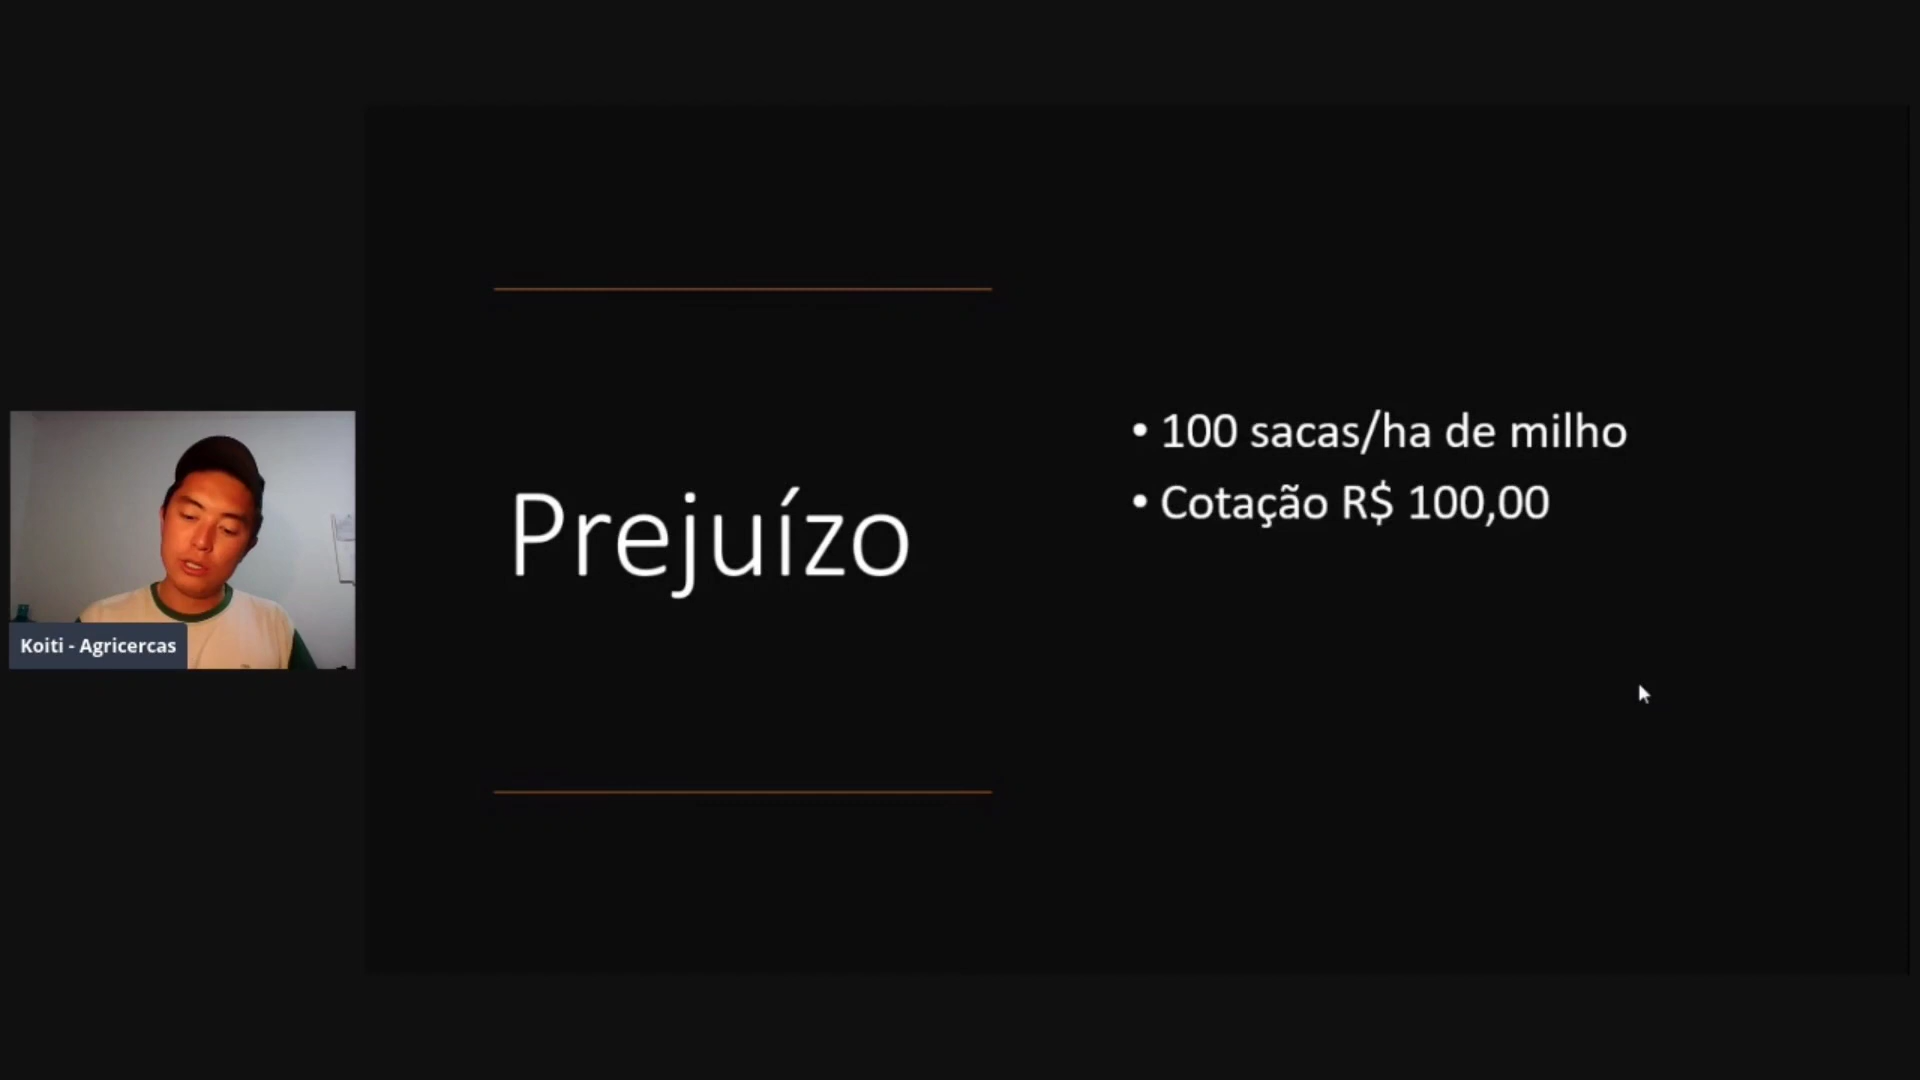 Koiti - Agricercas
Prejuízo
• 100 sacas/ha de milho
• Cotação R$ 100,00